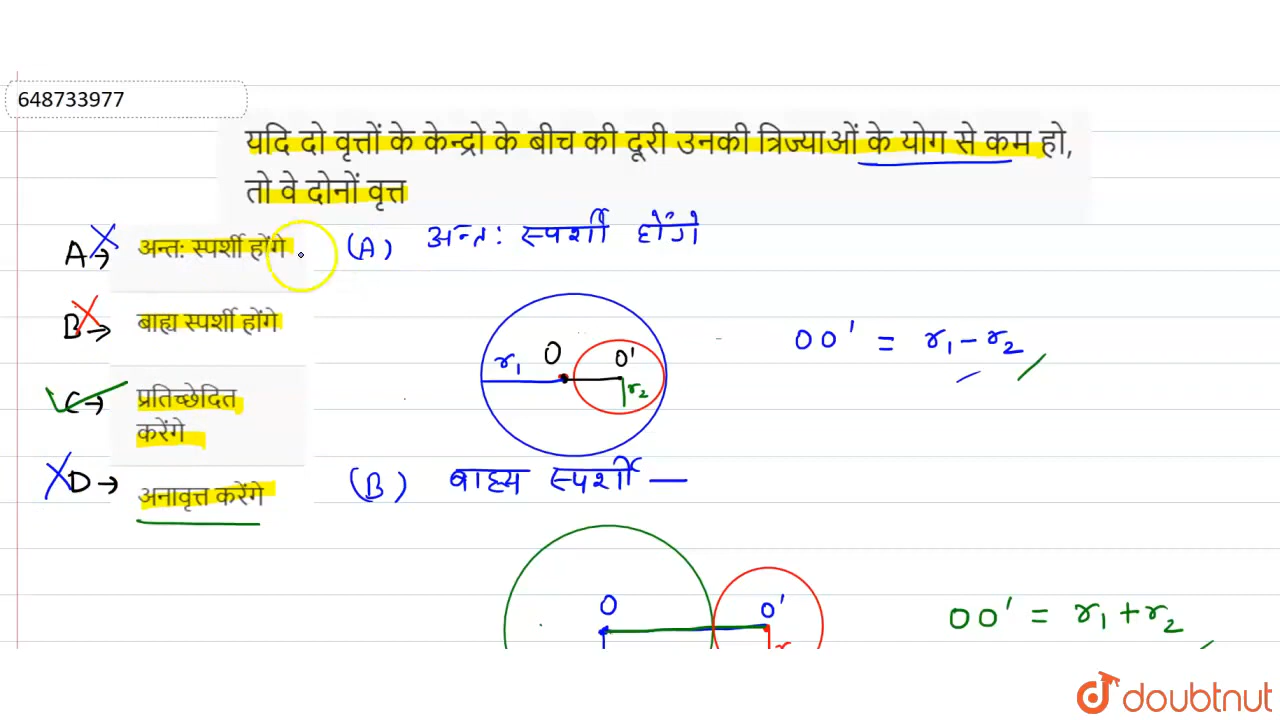 648733977
यदि दो वृत्तों के केन्द्रो के बीच की दूरी उनकी त्रिज्याओं के योग से कम हो,
तो वे दोनों वृत्त
A→ अन्त: स्पर्शी होंगे
(A) अन्त: स्पर्शी होंगे
B→ बाह्य स्पर्शी होंगे
r₁ O O' r₂
OO' = r₁ - r₂
C→ प्रतिच्छेदित
करेंगे
D→ अनावृत्त करेंगे
(B) बाह्य स्पर्शी —
O O'
OO' = r₁ + r₂
doubtnut